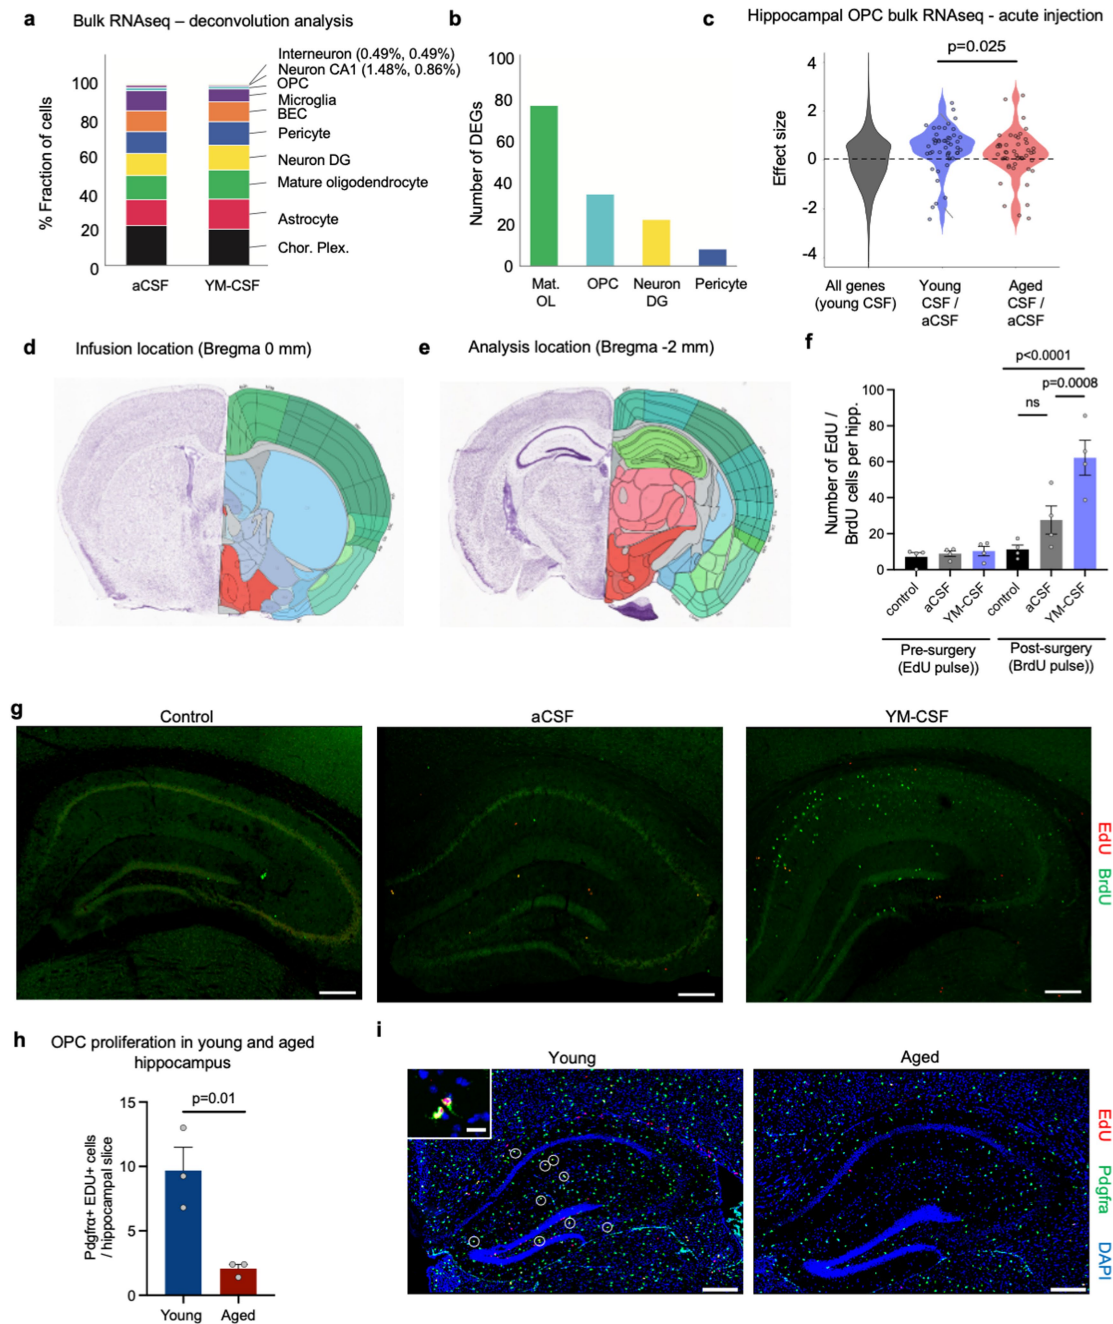 a Bulk RNAseq – deconvolution analysis
% Fraction of cells
100
80
60
40
20
0
aCSF YM-CSF
Interneuron (0.49%, 0.49%)
Neuron CA1 (1.48%, 0.86%)
OPC
Microglia
BEC
Pericyte
Neuron DG
Mature oligodendrocyte
Astrocyte
Chor. Plex.
b
Number of DEGs
100
80
60
40
20
0
Mat. OL
OPC
Neuron DG
Pericyte
c Hippocampal OPC bulk RNAseq - acute injection
p=0.025
Effect size
4
2
0
-2
-4
All genes
(young CSF)
Young
CSF /
aCSF
Aged
CSF /
aCSF
d Infusion location (Bregma 0 mm)
e Analysis location (Bregma -2 mm)
f
p<0.0001
p=0.0008
ns
Number of EdU /
BrdU cells per hipp.
100
80
60
40
20
0
control aCSF YM-CSF control aCSF YM-CSF
Pre-surgery
(EdU pulse))
Post-surgery
(BrdU pulse))
g
Control aCSF YM-CSF
EdU BrdU
h OPC proliferation in young and aged
hippocampus
p=0.01
Pdgfrα+ EDU+ cells
/ hippocampal slice
15
10
5
0
Young Aged
i
Young Aged
EdU Pdgfra DAPI